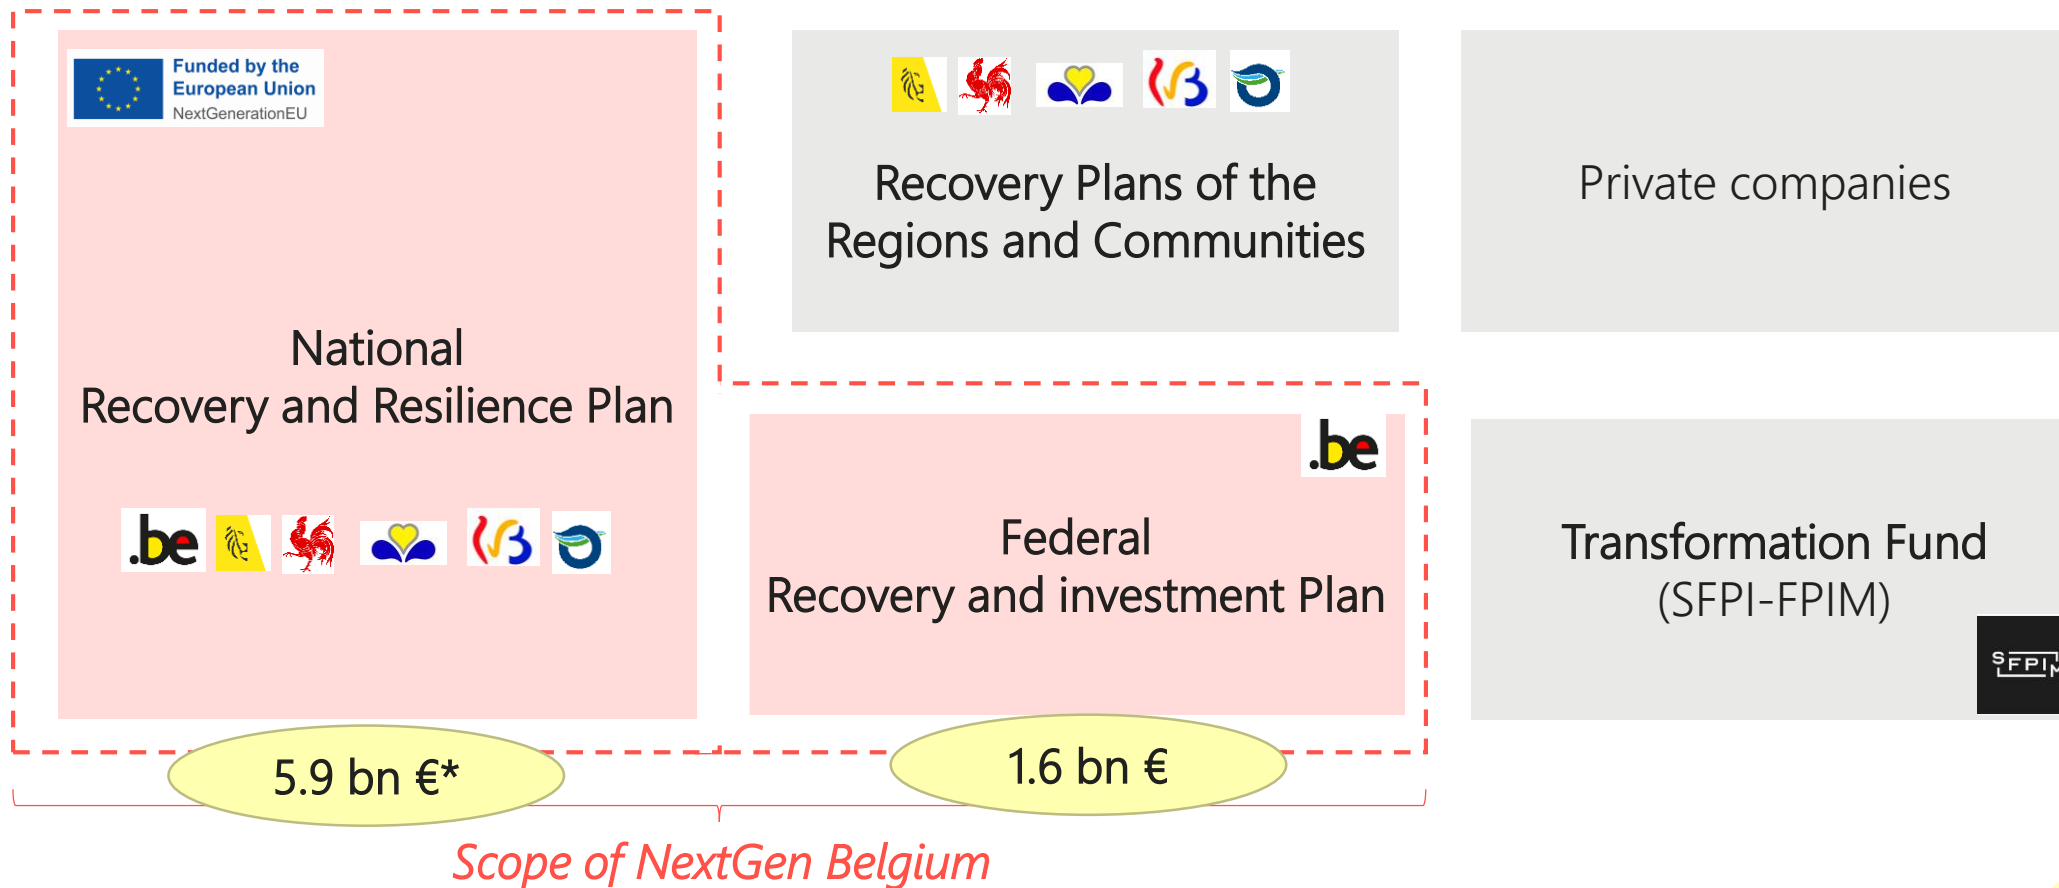 Funded by the
European Union
NextGenerationEU
National
Recovery and Resilience Plan
.be
5.9 bn €*
Recovery Plans of the
Regions and Communities
.be
Federal
Recovery and investment Plan
1.6 bn €
Private companies
Transformation Fund
(SFPI-FPIM)
SFPIM
Scope of NextGen Belgium